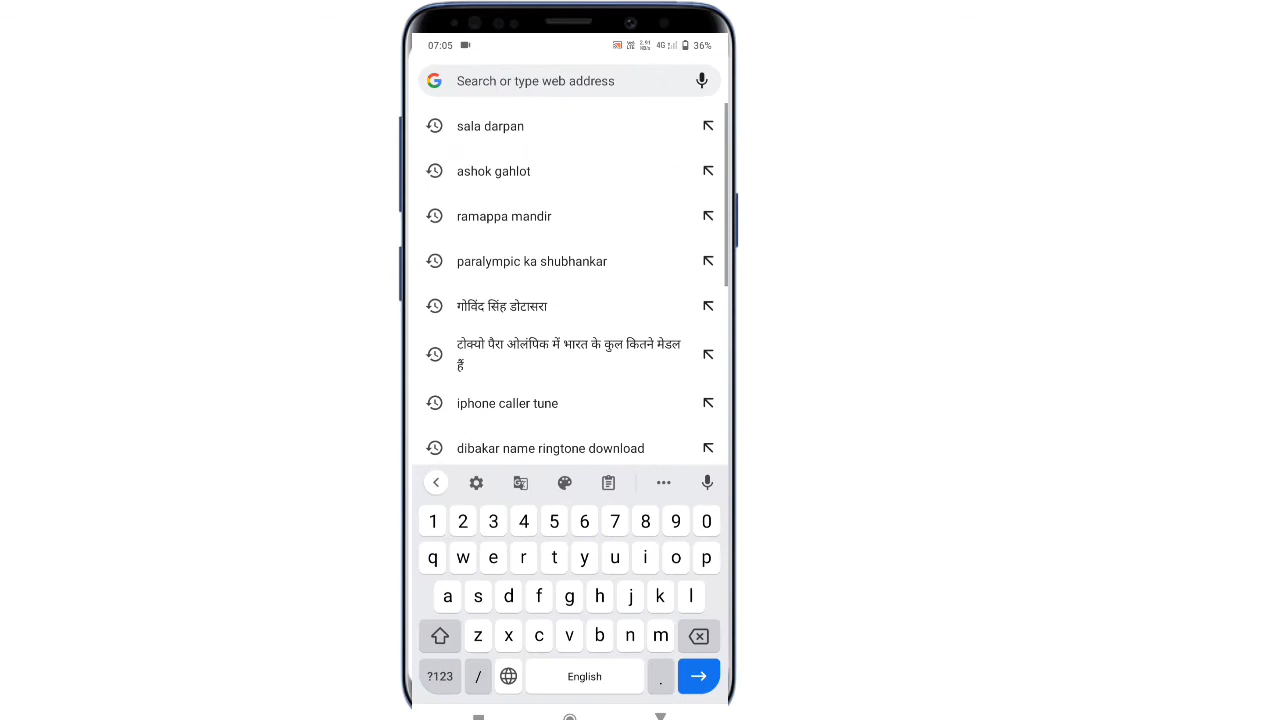 07:05 4G 36%
Search or type web address
sala darpan
ashok gahlot
ramappa mandir
paralympic ka shubhankar
गोविंद सिंह डोटासरा
टोक्यो पैरा ओलंपिक में भारत के कुल कितने मेडल
हैं
iphone caller tune
dibakar name ringtone download
1 2 3 4 5 6 7 8 9 0
q w e r t y u i o p
a s d f g h j k l
z x c v b n m
?123 / English .